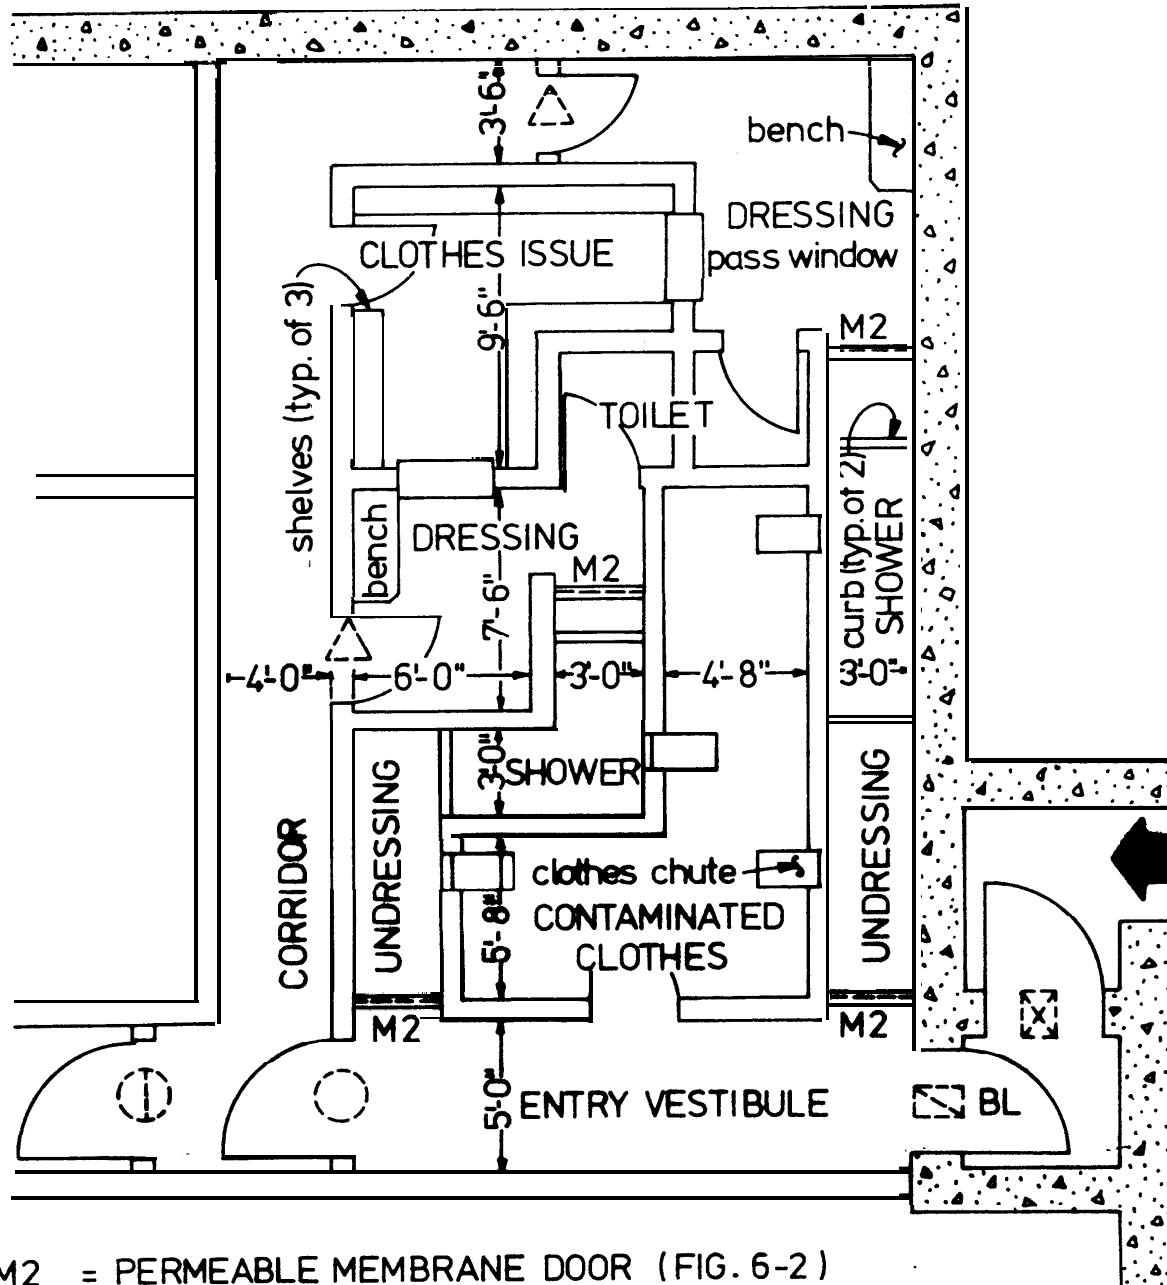 3'-6"
bench
DRESSING
pass window
CLOTHES ISSUE
shelves (typ. of 3)
9'-6"
M2
TOILET
curb (typ. of 2)
SHOWER
bench
DRESSING
M2
7'-6"
4'-0"
6'-0"
3'-0"
4'-8"
3'-0"
3'-0"
SHOWER
UNDRESSING
UNDRESSING
CORRIDOR
clothes chute
5'-8"
CONTAMINATED
CLOTHES
M2
M2
X
5'-0"
ENTRY VESTIBULE
BL
M2 = PERMEABLE MEMBRANE DOOR (FIG. 6-2)